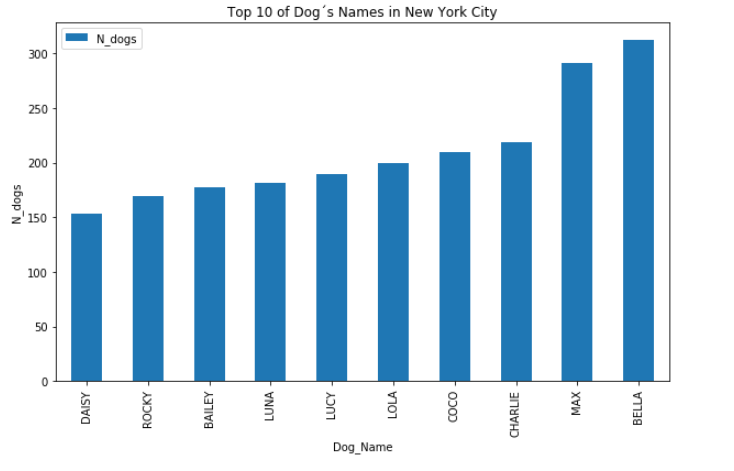 Top 10 of Dog´s Names in New York City
N_dogs
N_dogs
300
250
200
150
100
50
0
DAISY
ROCKY
BAILEY
LUNA
LUCY
LOLA
COCO
CHARLIE
MAX
BELLA
Dog_Name